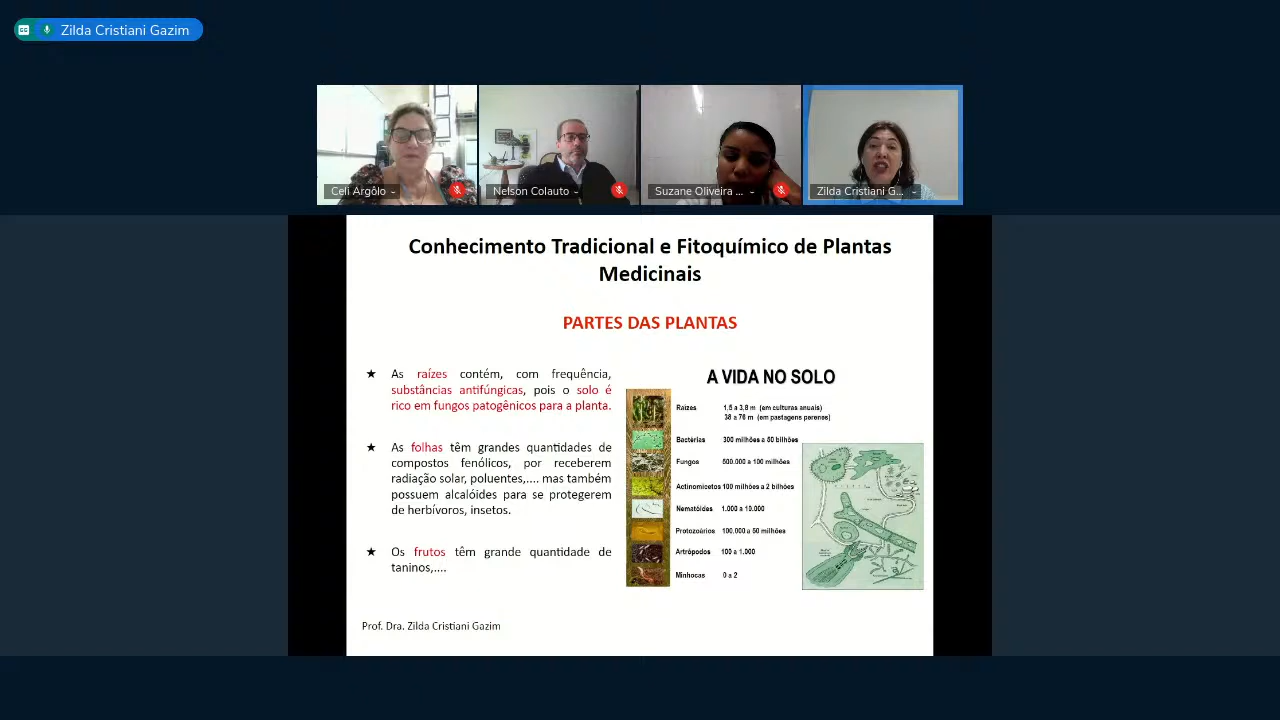 Zilda Cristiani Gazim
Celi Argôlo
Nelson Colauto
Suzane Oliveira ...
Zilda Cristiani G...
Conhecimento Tradicional e Fitoquímico de Plantas
Medicinais
PARTES DAS PLANTAS
★ As raízes contém, com frequência,
substâncias antifúngicas, pois o solo é
rico em fungos patogênicos para a planta.
★ As folhas têm grandes quantidades de
compostos fenólicos, por receberem
radiação solar, poluentes,.... mas também
possuem alcalóides para se protegerem
de herbívoros, insetos.
★ Os frutos têm grande quantidade de
taninos,....
A VIDA NO SOLO
Raízes 1,5 a 3,8 m (em culturas anuais)
38 a 76 m (em pastagens perenes)
Bactérias 300 milhões a 50 bilhões
Fungos 500.000 a 100 milhões
Actinomicetos 100 milhões a 2 bilhões
Nematóides 1.000 a 10.000
Protozoários 100.000 a 50 milhões
Artrópodos 100 a 1.000
Minhocas 0 a 2
Prof. Dra. Zilda Cristiani Gazim